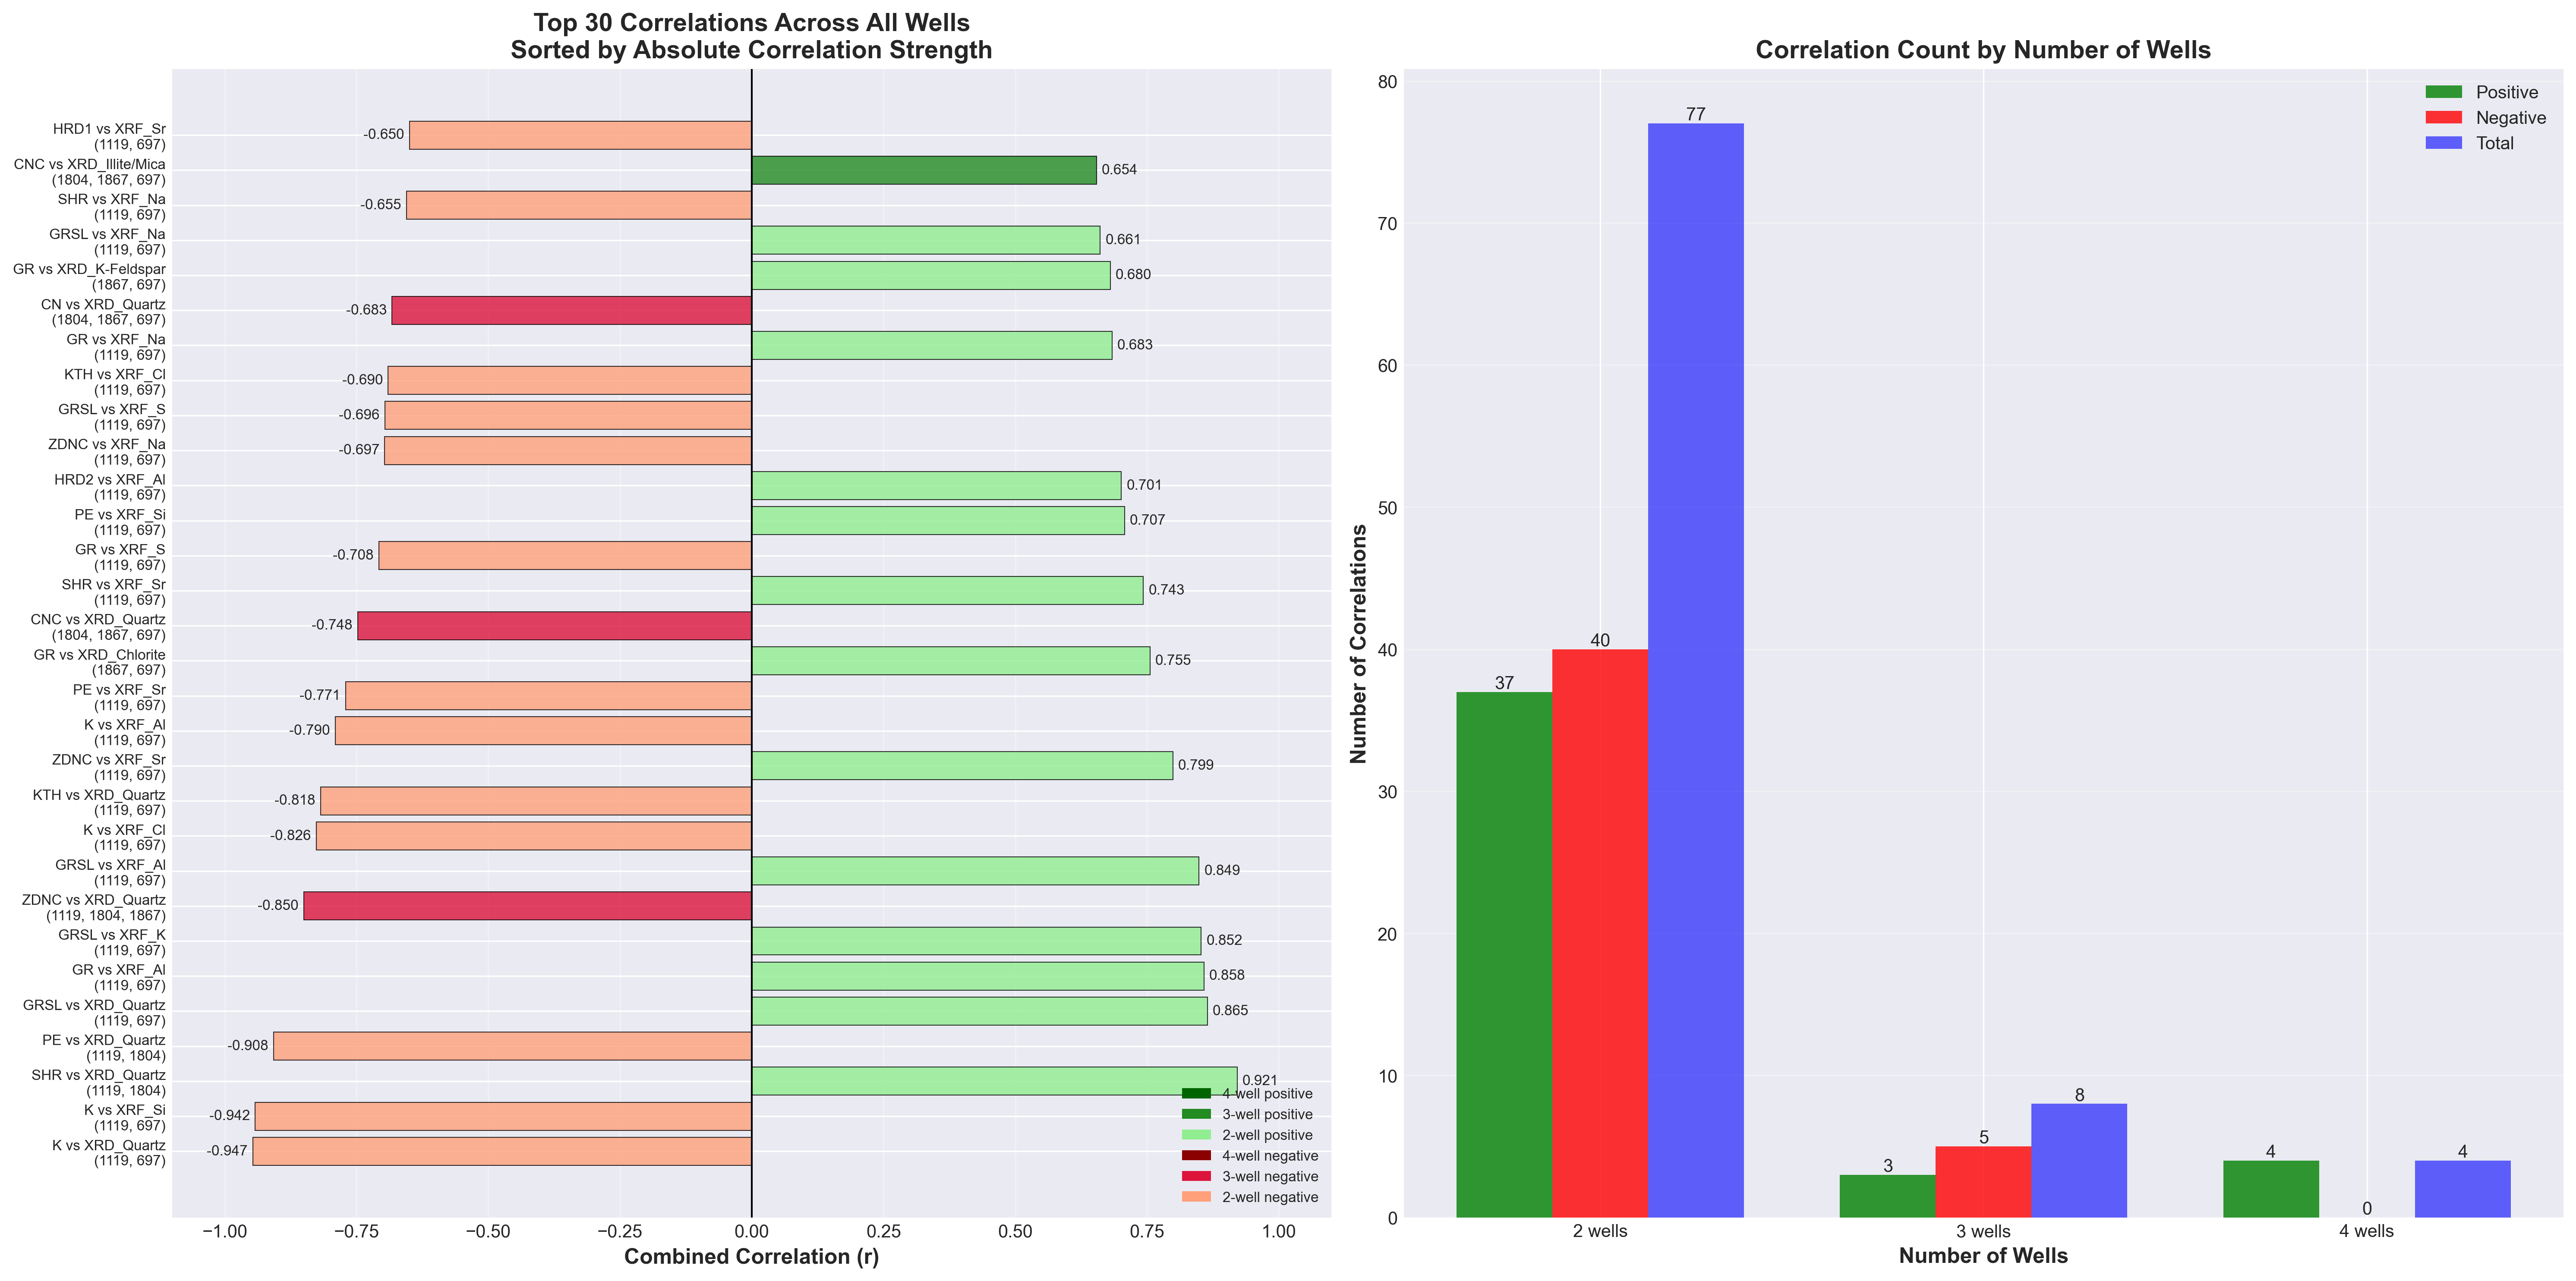 Top 30 Correlations Across All Wells
Sorted by Absolute Correlation Strength
HRD1 vs XRF_Sr
(1119, 697)
-0.650
CNC vs XRD_Illite/Mica
(1804, 1867, 697)
0.654
SHR vs XRF_Na
(1119, 697)
-0.655
GRSL vs XRF_Na
(1119, 697)
0.661
GR vs XRD_K-Feldspar
(1867, 697)
0.680
CN vs XRD_Quartz
(1804, 1867, 697)
-0.683
GR vs XRF_Na
(1119, 697)
0.683
KTH vs XRF_Cl
(1119, 697)
-0.690
GRSL vs XRF_S
(1119, 697)
-0.696
ZDNC vs XRF_Na
(1119, 697)
-0.697
HRD2 vs XRF_Al
(1119, 697)
0.701
PE vs XRF_Si
(1119, 697)
0.707
GR vs XRF_S
(1119, 697)
-0.708
SHR vs XRF_Sr
(1119, 697)
0.743
CNC vs XRD_Quartz
(1804, 1867, 697)
-0.748
GR vs XRD_Chlorite
(1867, 697)
0.755
PE vs XRF_Sr
(1119, 697)
-0.771
K vs XRF_Al
(1119, 697)
-0.790
ZDNC vs XRF_Sr
(1119, 697)
0.799
KTH vs XRD_Quartz
(1119, 697)
-0.818
K vs XRF_Cl
(1119, 697)
-0.826
GRSL vs XRF_Al
(1119, 697)
0.849
ZDNC vs XRD_Quartz
(1119, 1804, 1867)
-0.850
GRSL vs XRF_K
(1119, 697)
0.852
GR vs XRF_Al
(1119, 697)
0.858
GRSL vs XRD_Quartz
(1119, 697)
0.865
PE vs XRD_Quartz
(1119, 1804)
-0.908
SHR vs XRD_Quartz
(1119, 1804)
0.921
K vs XRF_Si
(1119, 697)
-0.942
K vs XRD_Quartz
(1119, 697)
-0.947
4-well positive
3-well positive
2-well positive
4-well negative
3-well negative
2-well negative
−1.00 −0.75 −0.50 −0.25 0.00 0.25 0.50 0.75 1.00
Combined Correlation (r)
Correlation Count by Number of Wells
Positive
Negative
Total
Number of Correlations
80
70
60
50
40
30
20
10
0
37 40 77
3 5 8
4 0 4
2 wells 3 wells 4 wells
Number of Wells